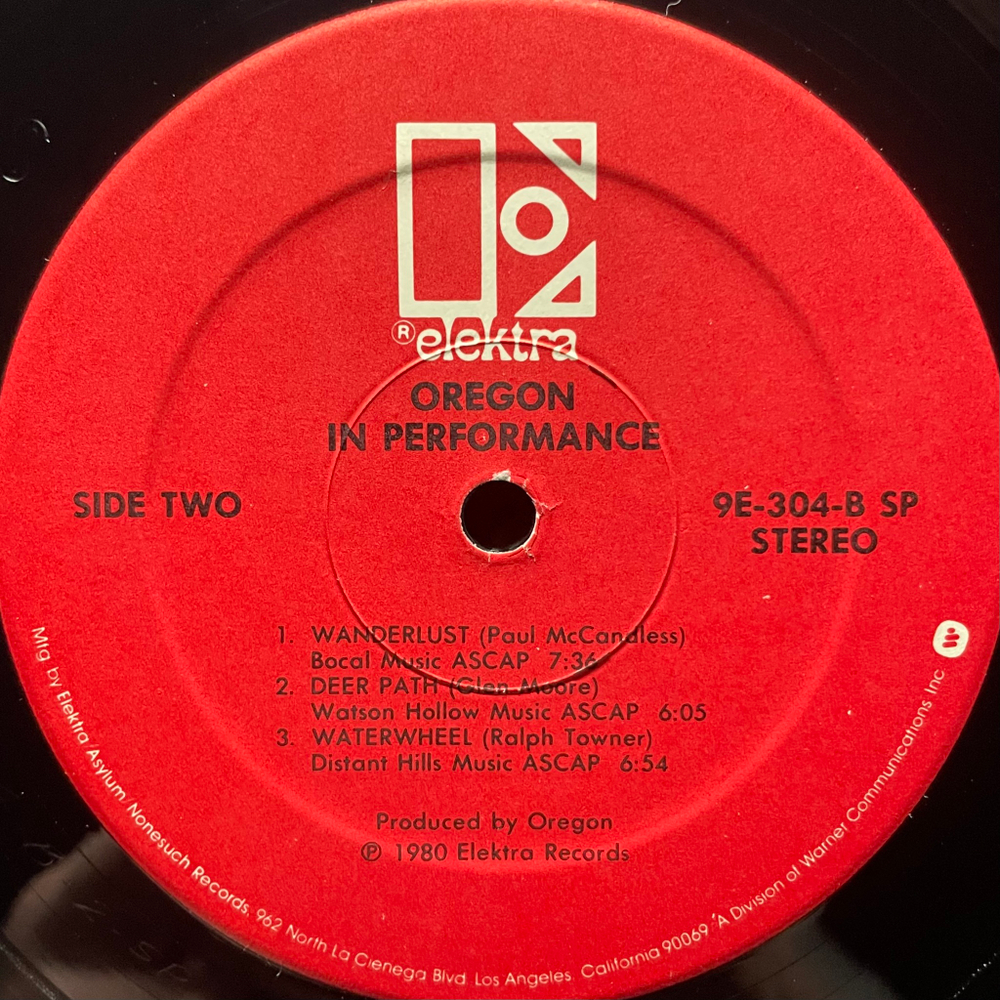 ® elektra
OREGON
IN PERFORMANCE
SIDE TWO
9E-304-B SP
STEREO
1. WANDERLUST (Paul McCandless)
Bocal Music ASCAP 7:36
2. DEER PATH (Glen Moore)
Watson Hollow Music ASCAP 6:05
3. WATERWHEEL (Ralph Towner)
Distant Hills Music ASCAP 6:54
Produced by Oregon
℗ 1980 Elektra Records
Mfg by Elektra/Asylum/Nonesuch Records, 962 North La Cienega Blvd. Los Angeles, California 90069 A Division of Warner Communications Inc